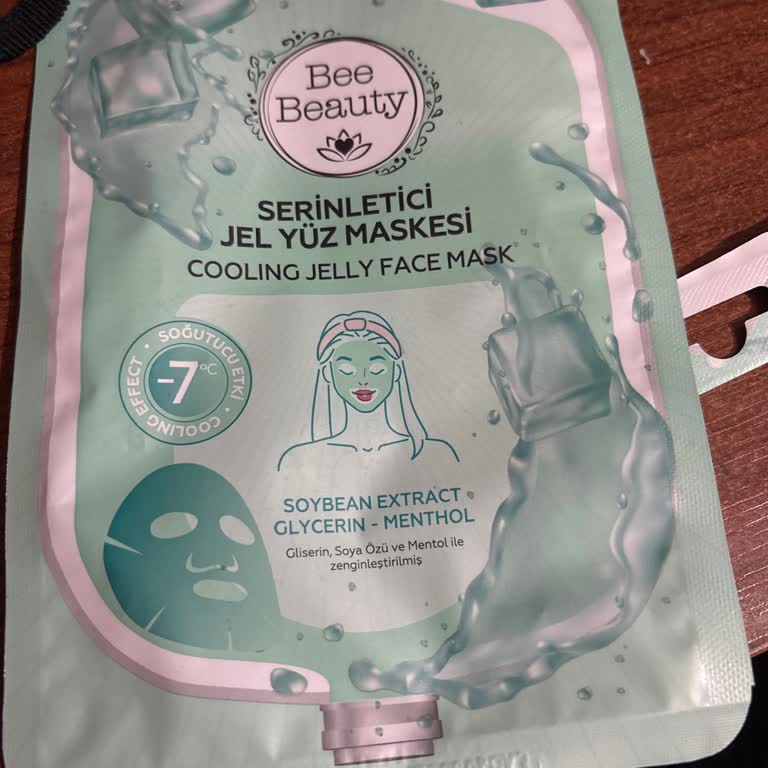 Bee
Beauty
SERİNLETİCİ
JEL YÜZ MASKESİ
COOLING JELLY FACE MASK
SOĞUTUCU ETKİ • COOLING EFFECT •
-7°C
SOYBEAN EXTRACT
GLYCERIN - MENTHOL
Gliserin, Soya Özü ve Mentol ile
zenginleştirilmiş